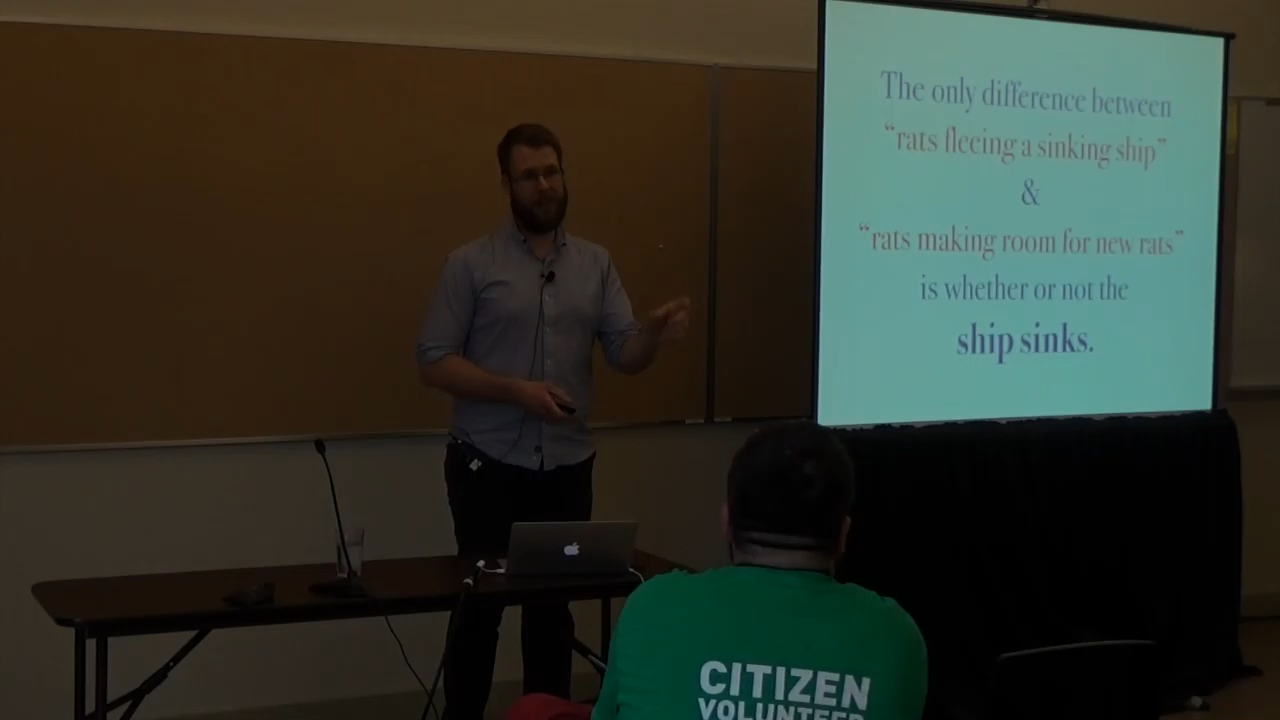 The only difference between
“rats fleeing a sinking ship”
&
“rats making room for new rats”
is whether or not the
ship sinks.
CITIZEN
VOLUNTEER